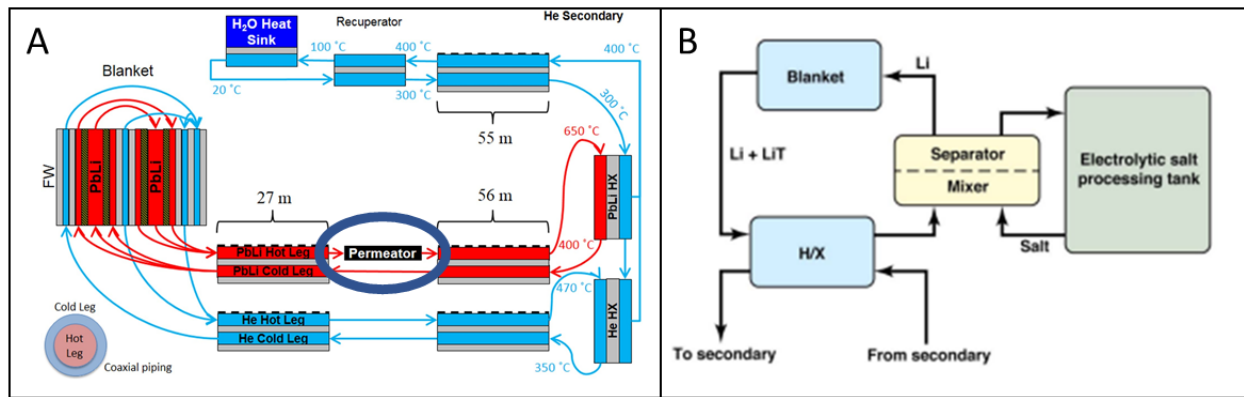 A
H₂O Heat
Sink
Recuperator
He Secondary
100 ˚C
400 ˚C
400 ˚C
20 ˚C
300 ˚C
300 ˚C
55 m
Blanket
FW
PbLi
PbLi
650 ˚C
PbLi HX
27 m
56 m
PbLi Hot Leg
Permeator
PbLi Cold Leg
400 ˚C
470 ˚C
He HX
He Hot Leg
He Cold Leg
350 ˚C
Cold Leg
Hot
Leg
Coaxial piping
B
Blanket
Li
Li + LiT
Separator
Mixer
Electrolytic salt
processing tank
Salt
H/X
To secondary
From secondary